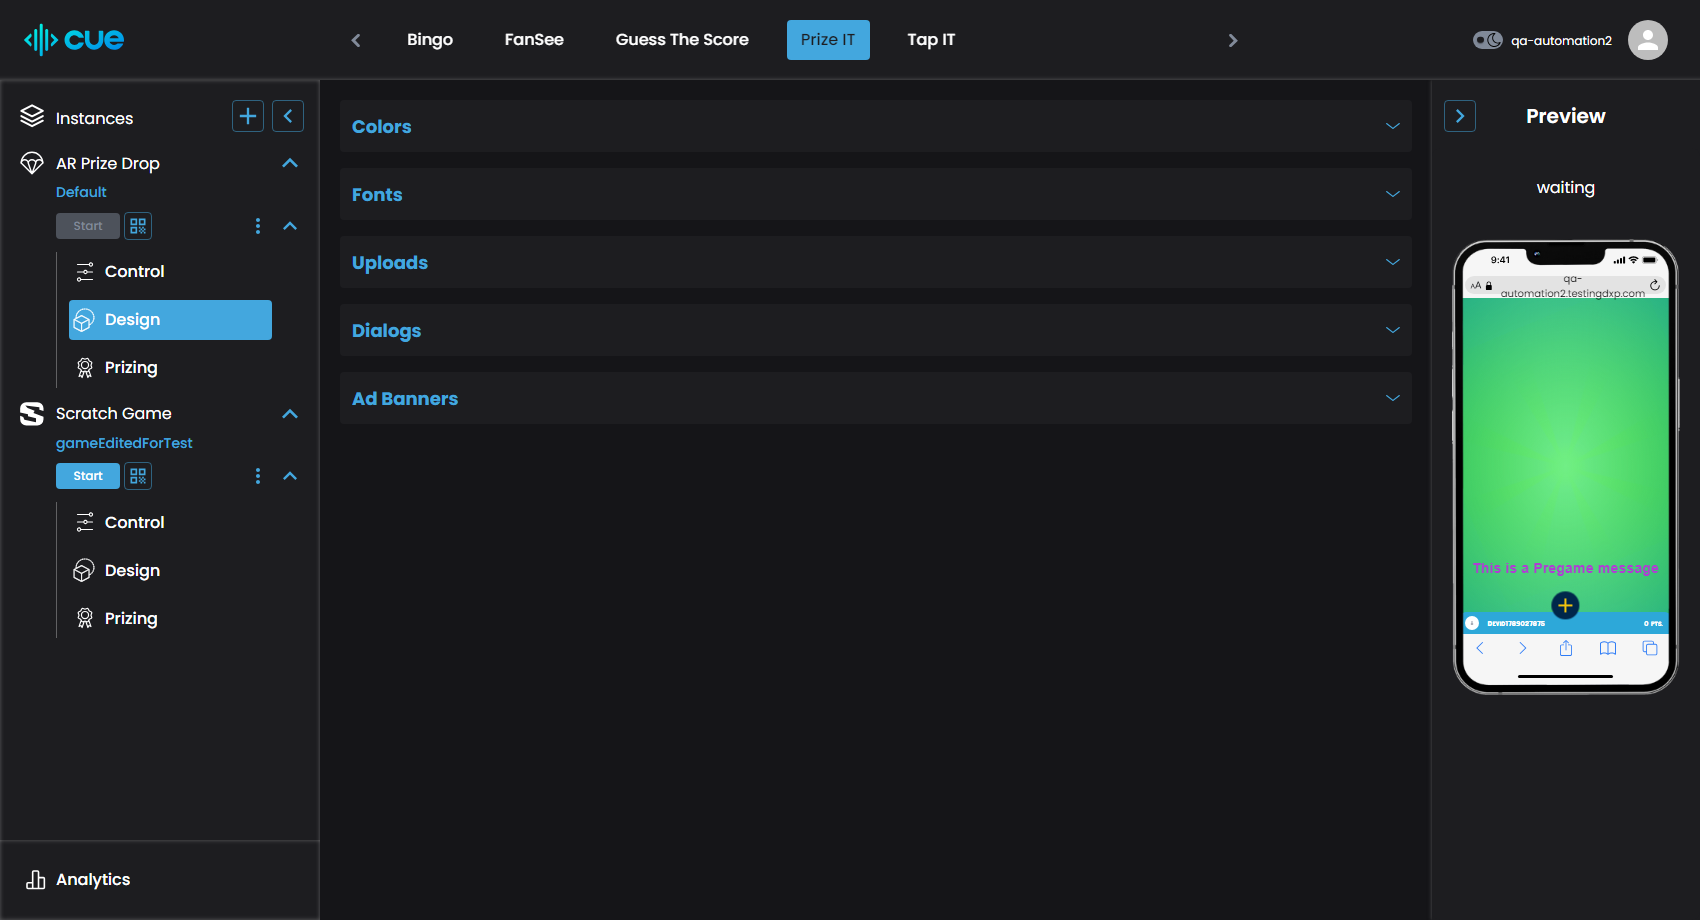 cue
Bingo
FanSee
Guess The Score
Prize IT
Tap IT
qa-automation2
Instances
AR Prize Drop
Default
Start
Control
Design
Prizing
Scratch Game
gameEditedForTest
Start
Control
Design
Prizing
Analytics
Colors
Fonts
Uploads
Dialogs
Ad Banners
Preview
waiting
9:41
AA
qa-
automation2.testingdxp.com
This is a Pregame message
0 PTS.